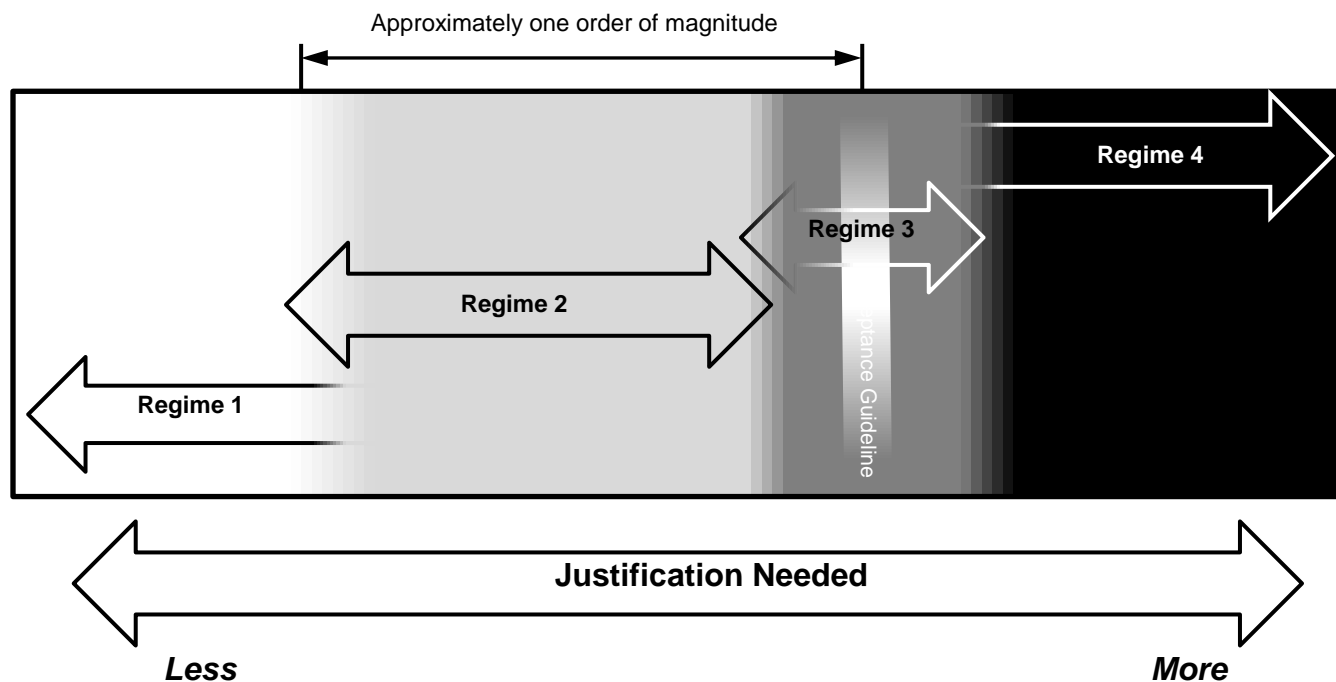 Approximately one order of magnitude
Regime 4
Regime 3
Regime 2
Regime 1
ptance Guideline
Justification Needed
Less
More